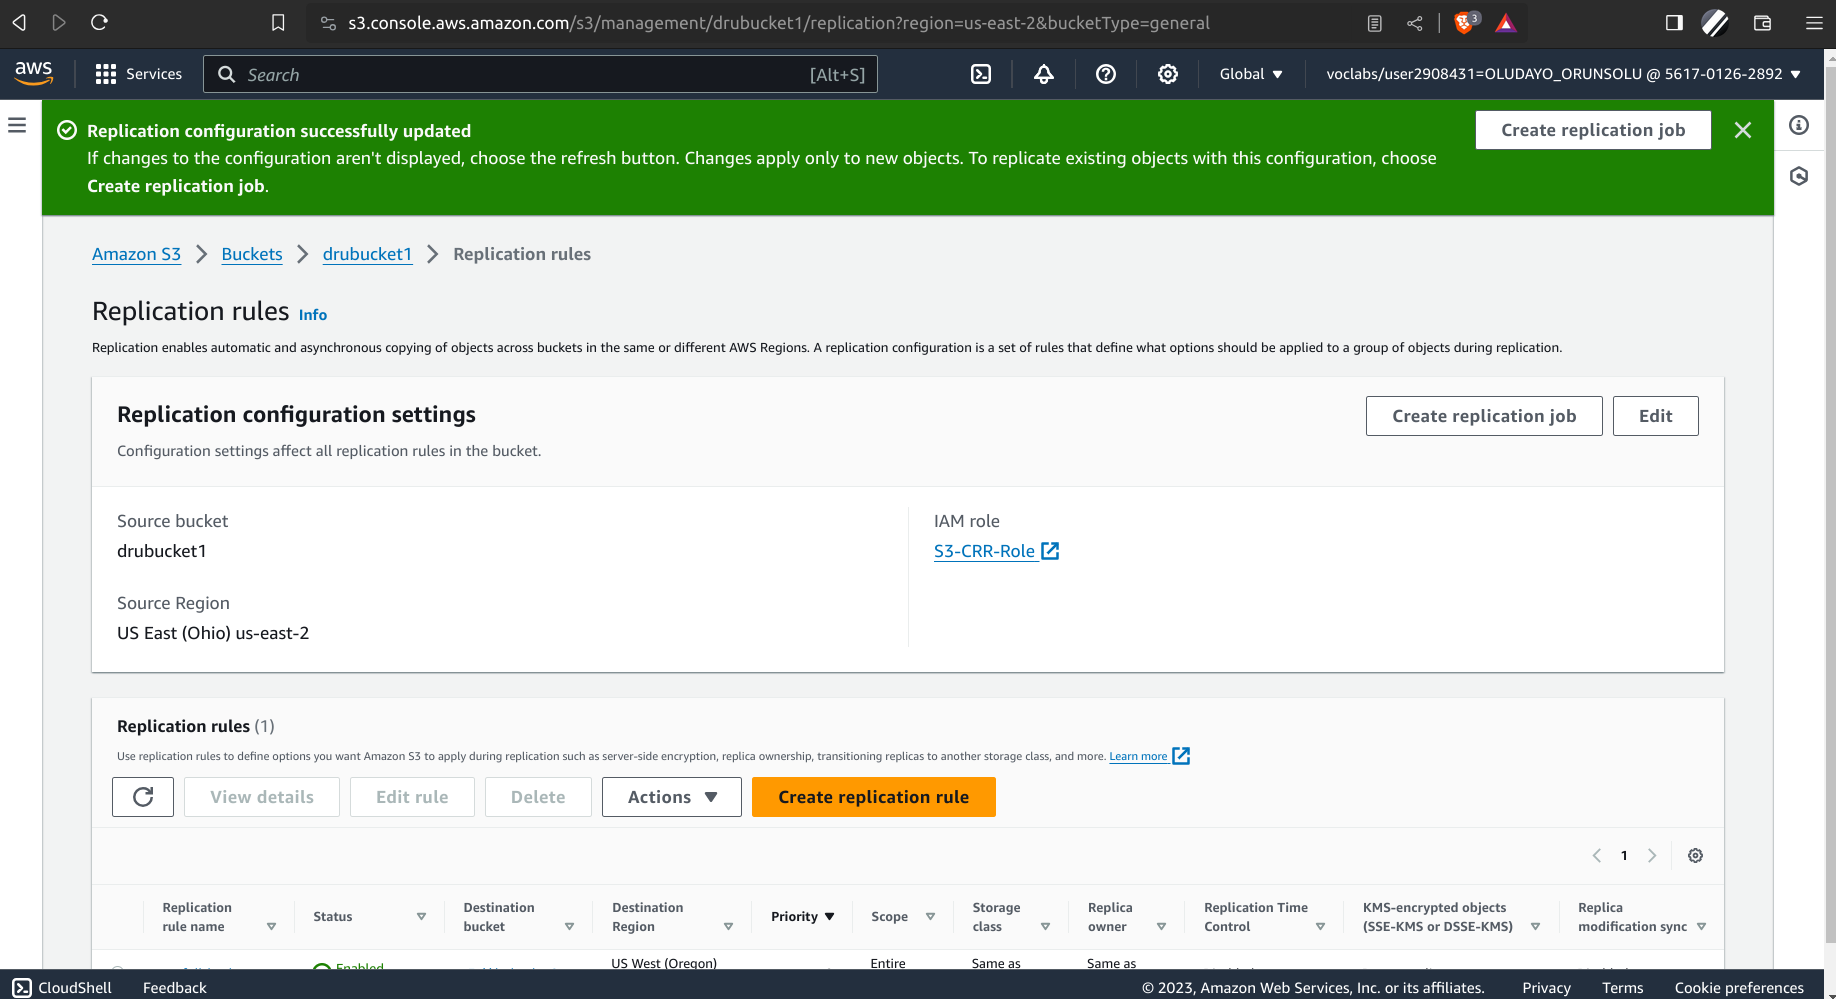 s3.console.aws.amazon.com/s3/management/drubucket1/replication?region=us-east-2&bucketType=general
3
aws
Services
Search
[Alt+S]
Global
voclabs/user2908431=OLUDAYO_ORUNSOLU @ 5617-0126-2892
Replication configuration successfully updated
Create replication job
If changes to the configuration aren't displayed, choose the refresh button. Changes apply only to new objects. To replicate existing objects with this configuration, choose
Create replication job.
Amazon S3
Buckets
drubucket1
Replication rules
Replication rules Info
Replication enables automatic and asynchronous copying of objects across buckets in the same or different AWS Regions. A replication configuration is a set of rules that define what options should be applied to a group of objects during replication.
Replication configuration settings
Create replication job
Edit
Configuration settings affect all replication rules in the bucket.
Source bucket
drubucket1
IAM role
S3-CRR-Role
Source Region
US East (Ohio) us-east-2
Replication rules (1)
Use replication rules to define options you want Amazon S3 to apply during replication such as server-side encryption, replica ownership, transitioning replicas to another storage class, and more. Learn more
View details
Edit rule
Delete
Actions
Create replication rule
1
Replication rule name
Status
Destination bucket
Destination Region
Priority
Scope
Storage class
Replica owner
Replication Time Control
KMS-encrypted objects (SSE-KMS or DSSE-KMS)
Replica modification sync
Enabled
US West (Oregon)
Entire
Same as
Same as
CloudShell
Feedback
© 2023, Amazon Web Services, Inc. or its affiliates.
Privacy
Terms
Cookie preferences